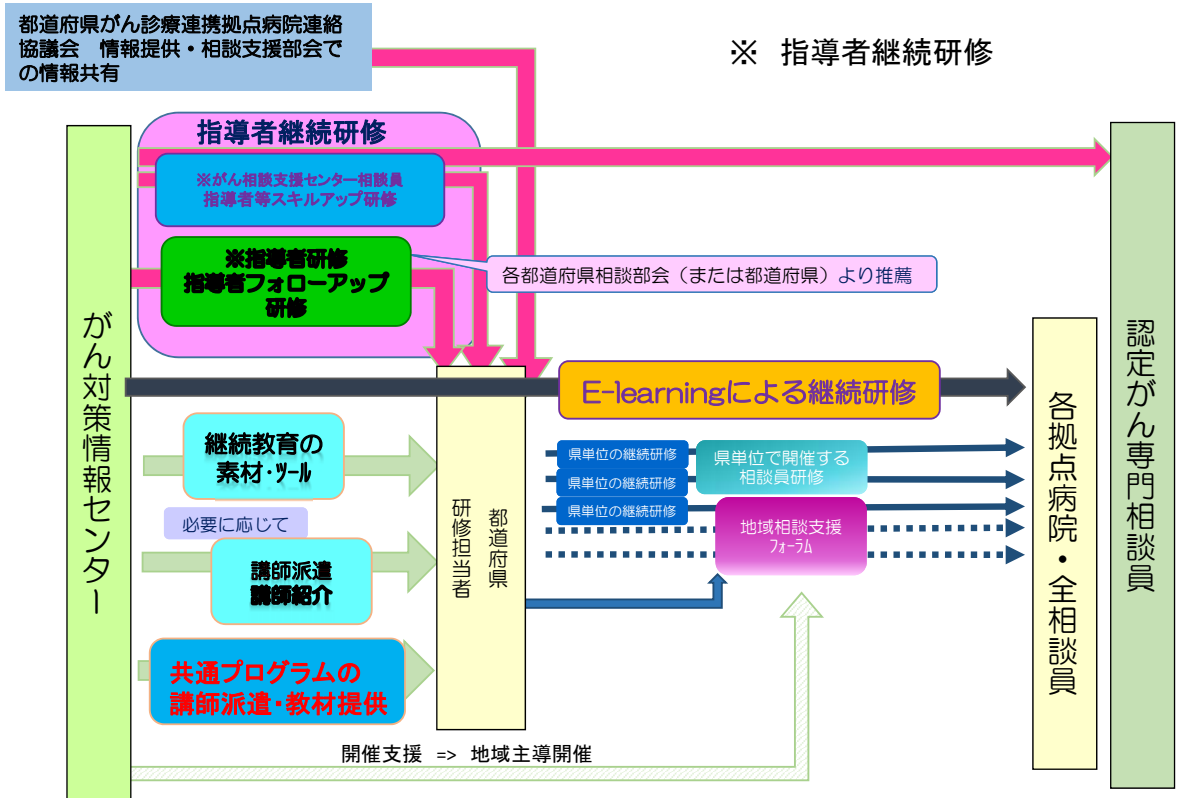 都道府県がん診療連携拠点病院連絡
協議会　情報提供・相談支援部会で
の情報共有
※　指導者継続研修
指導者継続研修
※がん相談支援センター相談員
指導者等スキルアップ研修
※指導者研修
指導者フォローアップ
研修
各都道府県相談部会（または都道府県）より推薦
がん対策情報センター
E-learningによる継続研修
継続教育の
素材・ツール
必要に応じて
講師派遣
講師紹介
共通プログラムの
講師派遣・教材提供
都道府県
研修担当者
県単位の継続研修
県単位の継続研修
県単位の継続研修
県単位で開催する
相談員研修
地域相談支援
フォーラム
開催支援 => 地域主導開催
各拠点病院・全相談員
認定がん専門相談員